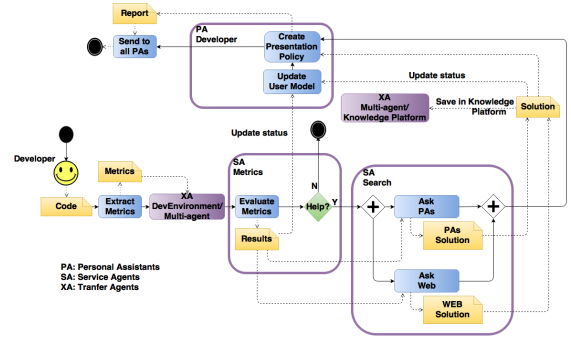 Report
PA
Developer
Create
Presentation
Policy
Send to
all PAs
Update
User Model
Update status
XA
Multi-agent/
Knowledge Platform
Save in Knowledge
Platform
Solution
Update status
Developer
SA
Metrics
SA
Search
Metrics
N
Code
Extract
Metrics
XA
DevEnvironment/
Multi-agent
Evaluate
Metrics
Help?
Y
Ask
PAs
Results
PAs
Solution
PA: Personal Assistants
SA: Service Agents
XA: Tranfer Agents
Ask
Web
WEB
Solution